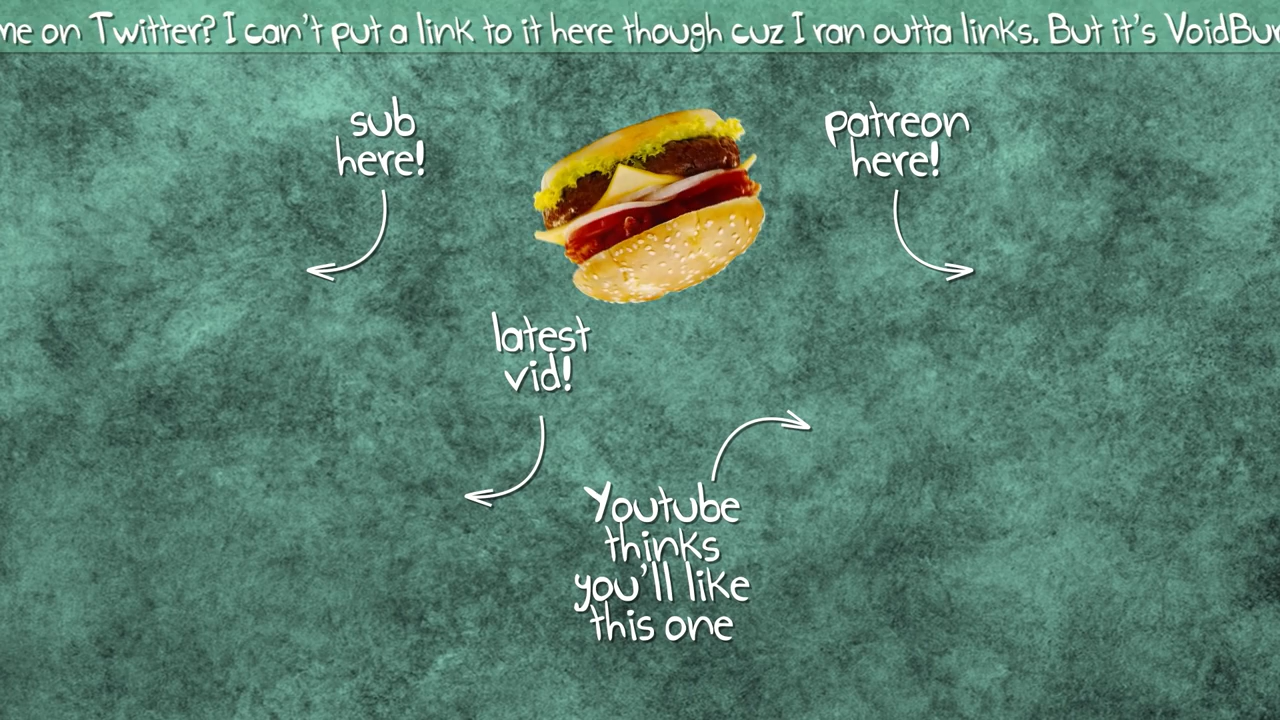 me on Twitter? I can't put a link to it here though cuz I ran outta links. But it's VoidBur
sub
here!
patreon
here!
latest
vid!
Youtube
thinks
you'll like
this one